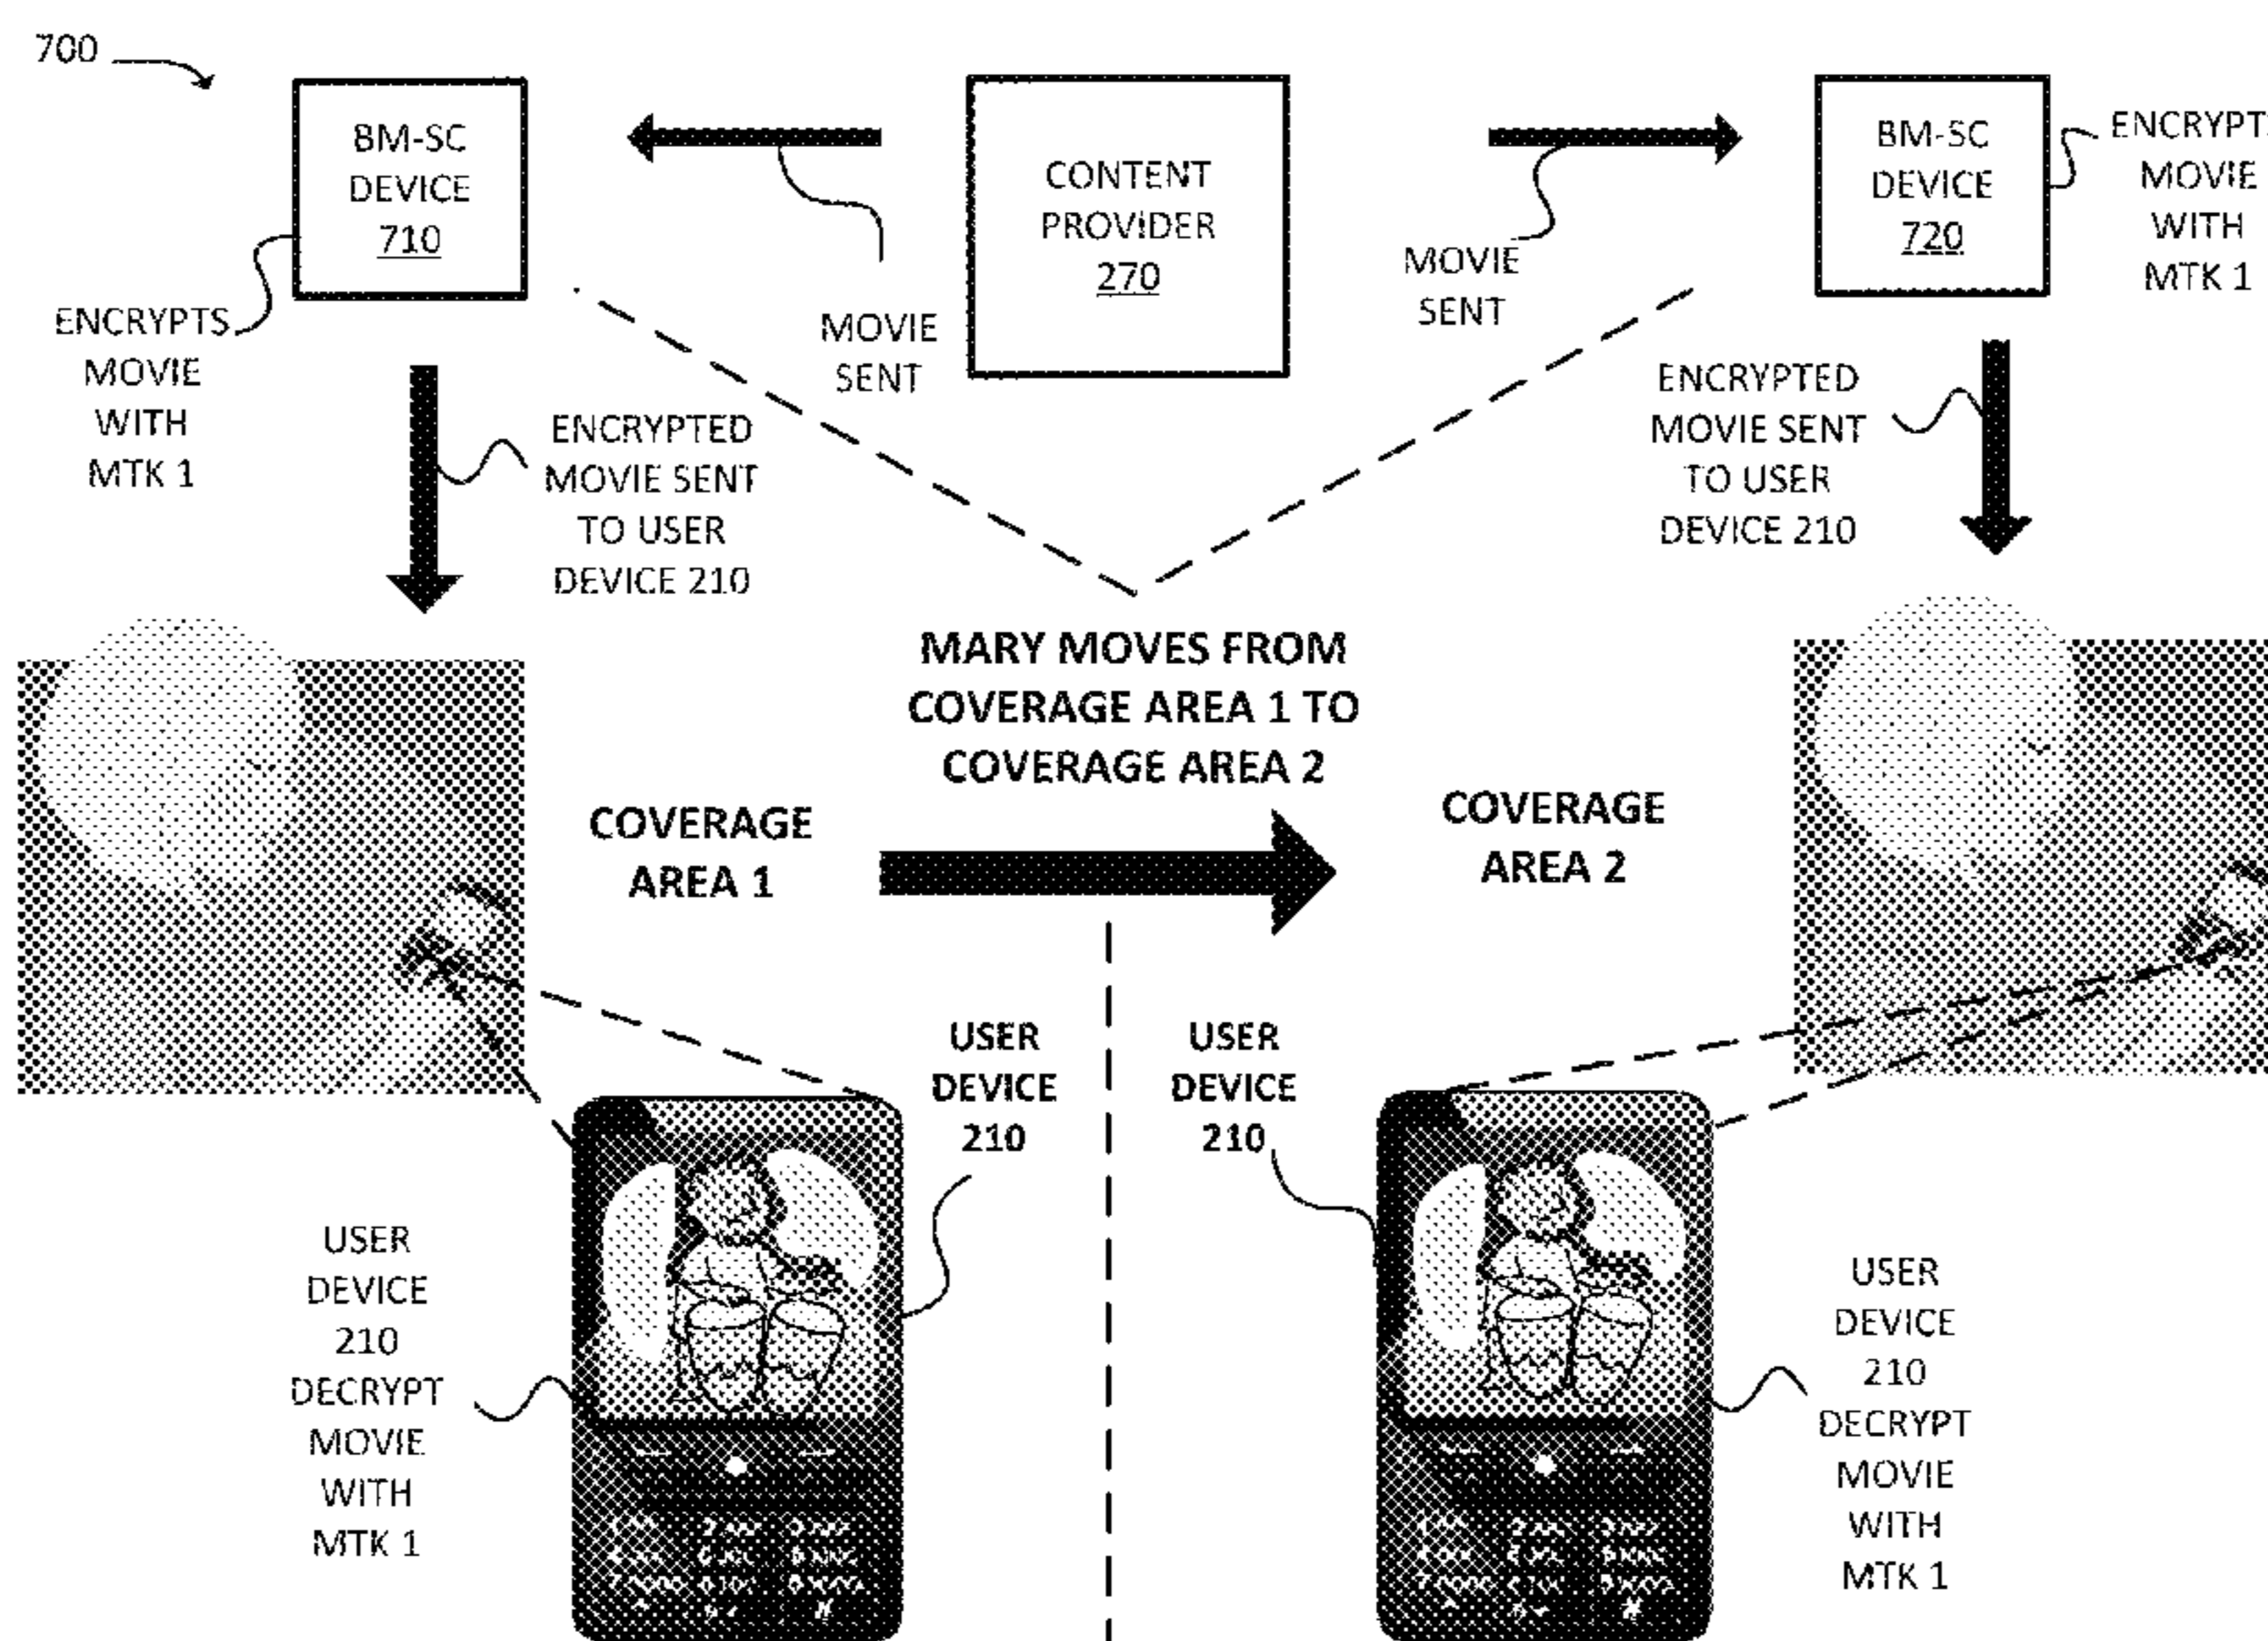 700
BM-SC
DEVICE
710
CONTENT
PROVIDER
270
BM-SC
DEVICE
720
ENCRYPTS
MOVIE
WITH
MTK 1
MOVIE
SENT
MOVIE
SENT
ENCRYPT
MOVIE
WITH
MTK 1
ENCRYPTED
MOVIE SENT
TO USER
DEVICE 210
ENCRYPTED
MOVIE SENT
TO USER
DEVICE 210
MARY MOVES FROM
COVERAGE AREA 1 TO
COVERAGE AREA 2
COVERAGE
AREA 1
COVERAGE
AREA 2
USER
DEVICE
210
USER
DEVICE
210
USER
DEVICE
210
DECRYPT
MOVIE
WITH
MTK 1
USER
DEVICE
210
DECRYPT
MOVIE
WITH
MTK 1